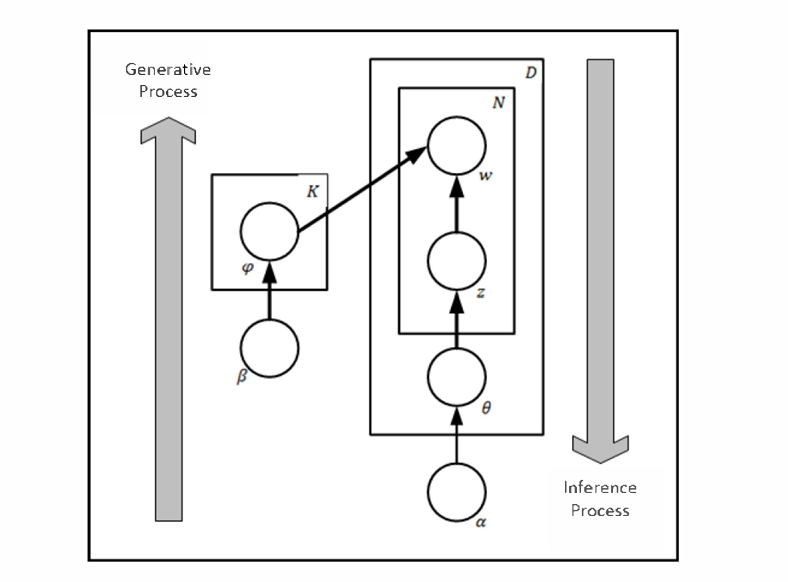 Generative
Process
D
N
w
K
φ
z
β
θ
α
Inference
Process